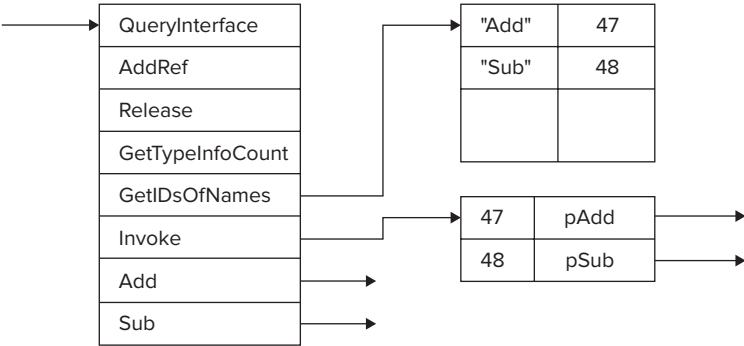 QueryInterface
AddRef
Release
GetTypeInfoCount
GetIDsOfNames
Invoke
Add
Sub
"Add" 47
"Sub" 48
47 pAdd
48 pSub